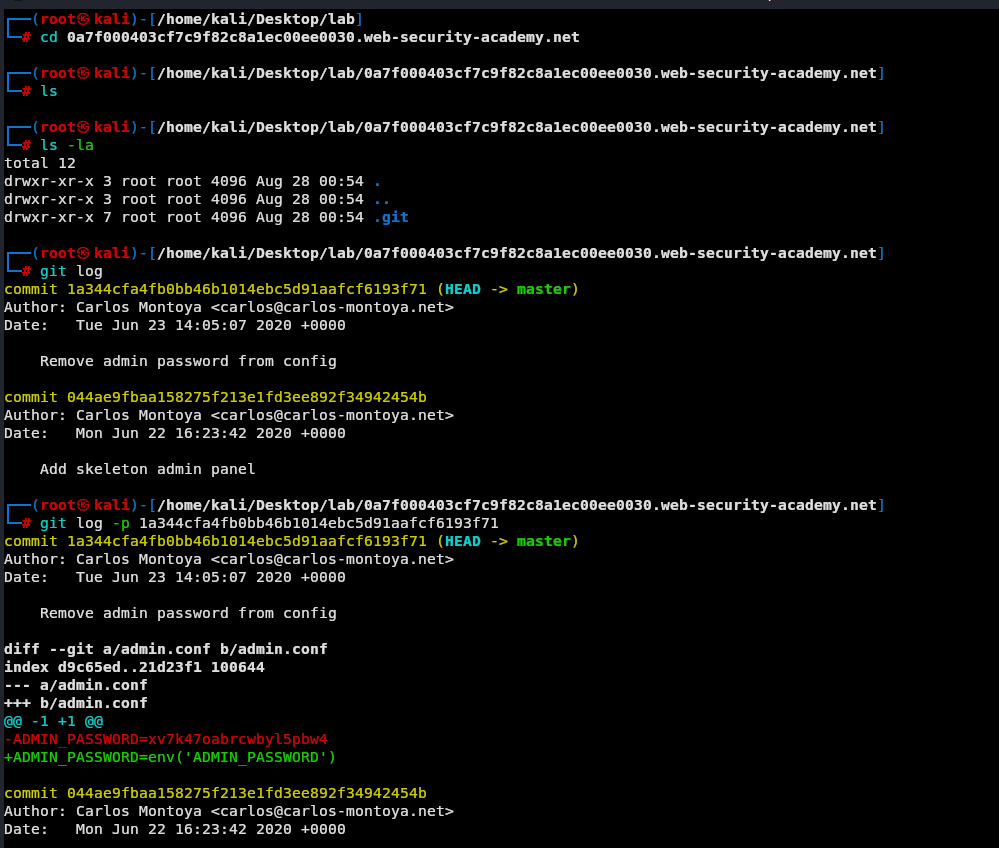 ┌──(root㉿kali)-[/home/kali/Desktop/lab]
└─# cd 0a7f000403cf7c9f82c8a1ec00ee0030.web-security-academy.net
┌──(root㉿kali)-[/home/kali/Desktop/lab/0a7f000403cf7c9f82c8a1ec00ee0030.web-security-academy.net]
└─# ls
┌──(root㉿kali)-[/home/kali/Desktop/lab/0a7f000403cf7c9f82c8a1ec00ee0030.web-security-academy.net]
└─# ls -la
total 12
drwxr-xr-x 3 root root 4096 Aug 28 00:54 .
drwxr-xr-x 3 root root 4096 Aug 28 00:54 ..
drwxr-xr-x 7 root root 4096 Aug 28 00:54 .git
┌──(root㉿kali)-[/home/kali/Desktop/lab/0a7f000403cf7c9f82c8a1ec00ee0030.web-security-academy.net]
└─# git log
commit 1a344cfa4fb0bb46b1014ebc5d91aafcf6193f71 (HEAD -> master)
Author: Carlos Montoya <carlos@carlos-montoya.net>
Date:   Tue Jun 23 14:05:07 2020 +0000
    Remove admin password from config
commit 044ae9fbaa158275f213e1fd3ee892f34942454b
Author: Carlos Montoya <carlos@carlos-montoya.net>
Date:   Mon Jun 22 16:23:42 2020 +0000
    Add skeleton admin panel
┌──(root㉿kali)-[/home/kali/Desktop/lab/0a7f000403cf7c9f82c8a1ec00ee0030.web-security-academy.net]
└─# git log -p 1a344cfa4fb0bb46b1014ebc5d91aafcf6193f71
commit 1a344cfa4fb0bb46b1014ebc5d91aafcf6193f71 (HEAD -> master)
Author: Carlos Montoya <carlos@carlos-montoya.net>
Date:   Tue Jun 23 14:05:07 2020 +0000
    Remove admin password from config
diff --git a/admin.conf b/admin.conf
index d9c65ed..21d23f1 100644
--- a/admin.conf
+++ b/admin.conf
@@ -1 +1 @@
-ADMIN_PASSWORD=xv7k47oabrcwbyl5pbw4
+ADMIN_PASSWORD=env('ADMIN_PASSWORD')
commit 044ae9fbaa158275f213e1fd3ee892f34942454b
Author: Carlos Montoya <carlos@carlos-montoya.net>
Date:   Mon Jun 22 16:23:42 2020 +0000